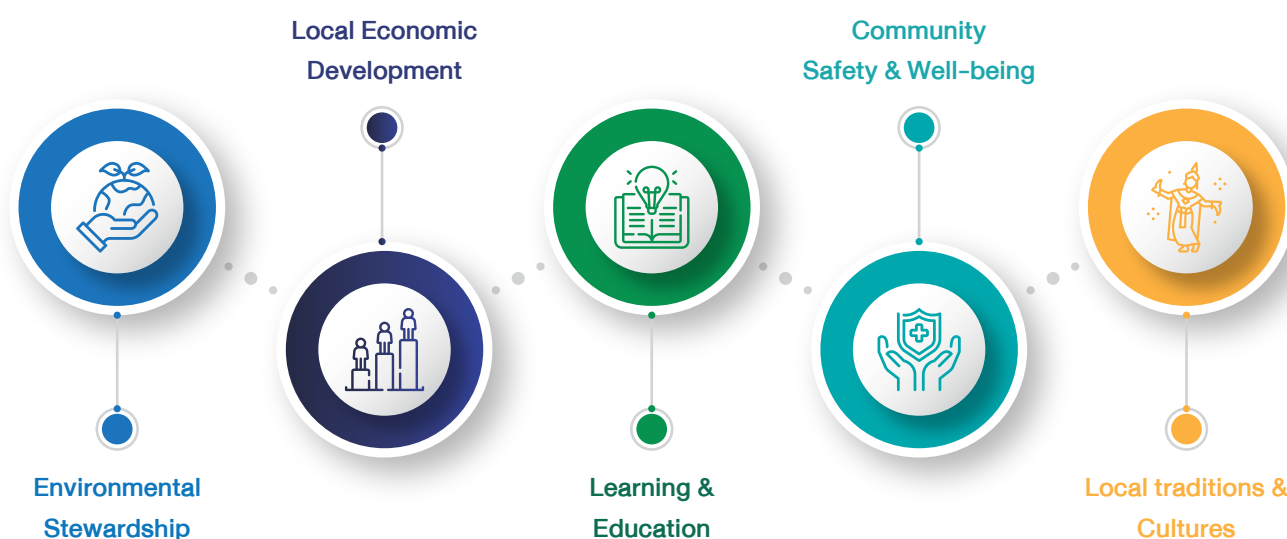 Local Economic
Development
Community
Safety & Well-being
Environmental
Stewardship
Learning &
Education
Local traditions &
Cultures